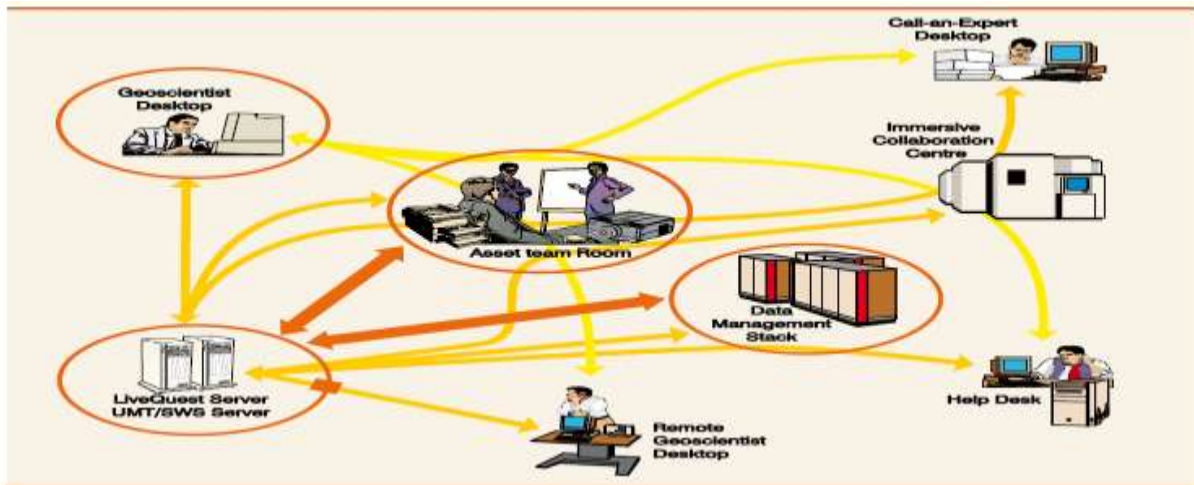 Call-an-Expert
Desktop
Geoscientist
Desktop
Immersive
Collaboration
Centre
Asset team Room
Data
Management
Stack
LiveQuest Server
UMT/SWS Server
Help Desk
Remote
Geoscientist
Desktop